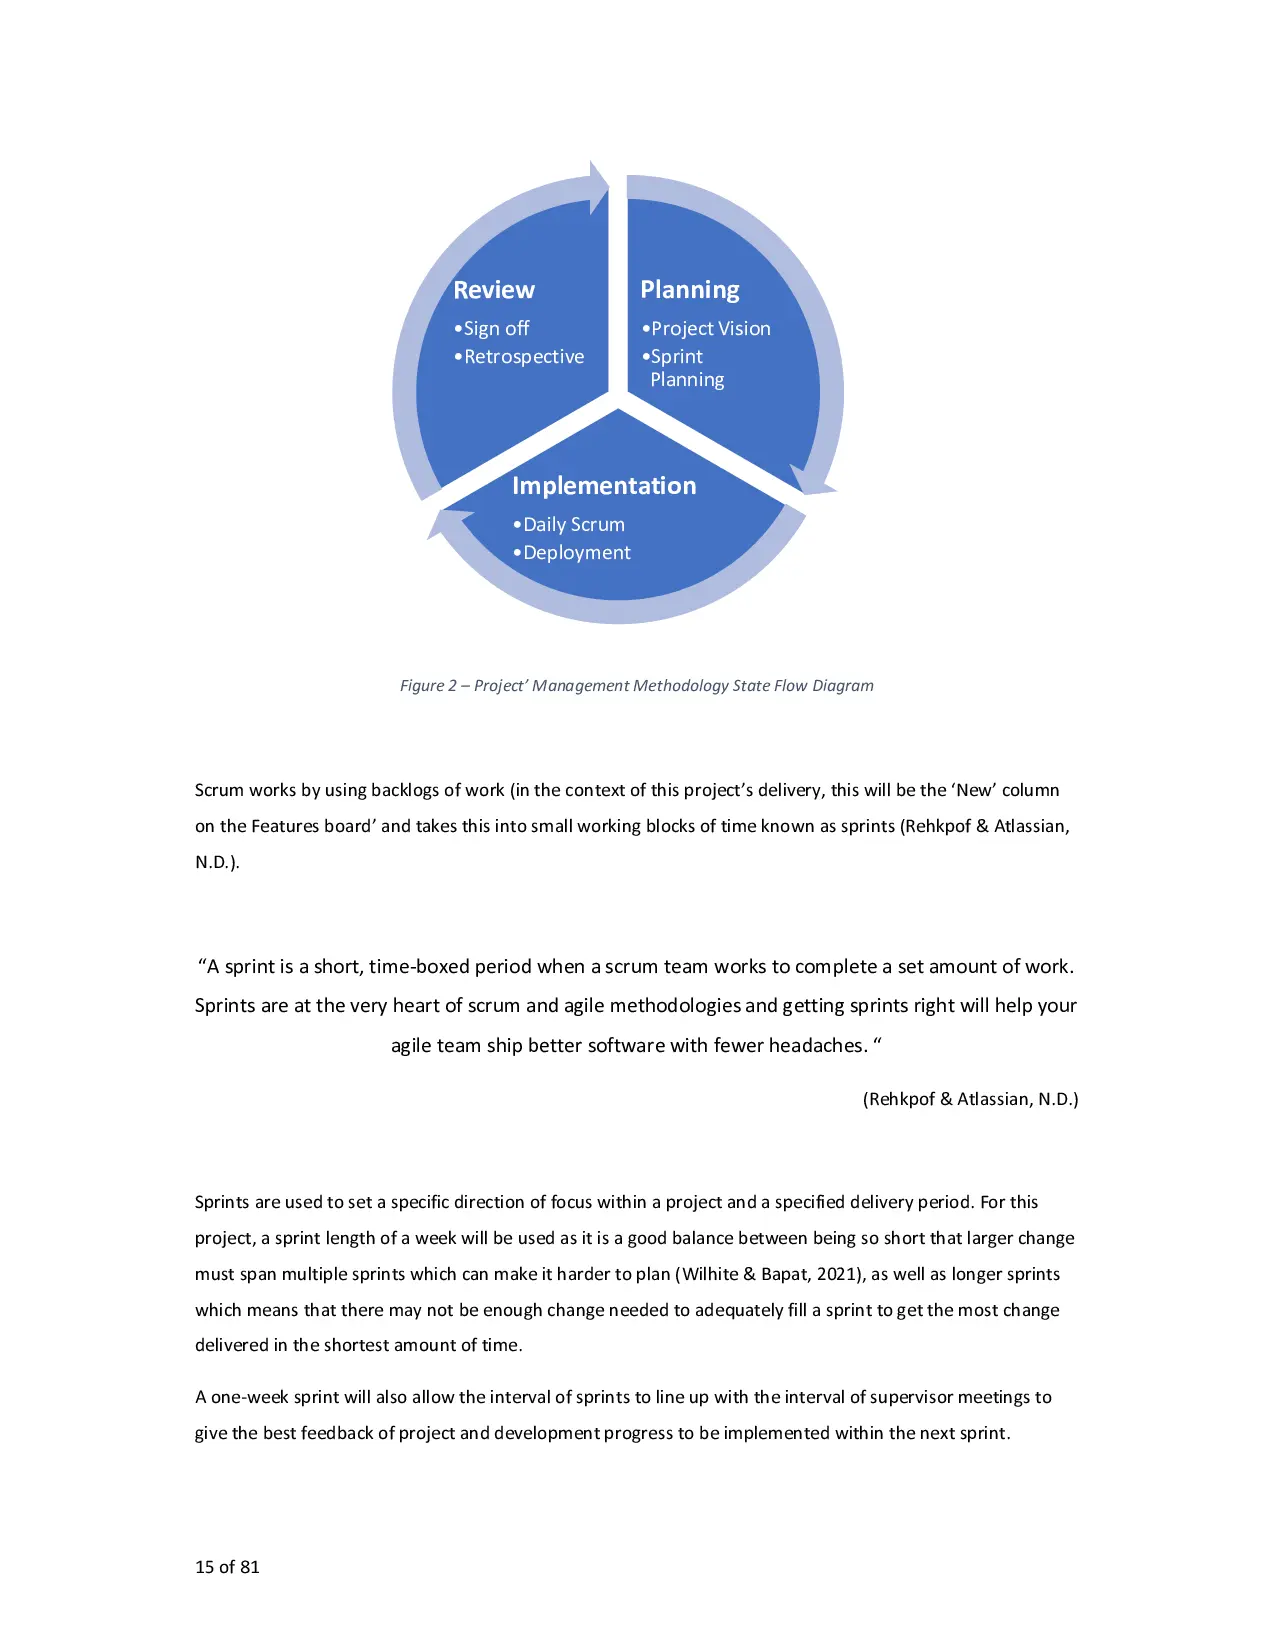 Review
•Sign off
•Retrospective
Planning
•Project Vision
•Sprint
Planning
Implementation
•Daily Scrum
•Deployment
Figure 2 – Project’ Management Methodology State Flow Diagram
Scrum works by using backlogs of work (in the context of this project’s delivery, this will be the ‘New’ column
on the Features board’ and takes this into small working blocks of time known as sprints (Rehkpof & Atlassian,
N.D.).
“A sprint is a short, time-boxed period when a scrum team works to complete a set amount of work.
Sprints are at the very heart of scrum and agile methodologies and getting sprints right will help your
agile team ship better software with fewer headaches. “
(Rehkpof & Atlassian, N.D.)
Sprints are used to set a specific direction of focus within a project and a specified delivery period. For this
project, a sprint length of a week will be used as it is a good balance between being so short that larger change
must span multiple sprints which can make it harder to plan (Wilhite & Bapat, 2021), as well as longer sprints
which means that there may not be enough change needed to adequately fill a sprint to get the most change
delivered in the shortest amount of time.
A one-week sprint will also allow the interval of sprints to line up with the interval of supervisor meetings to
give the best feedback of project and development progress to be implemented within the next sprint.
15 of 81